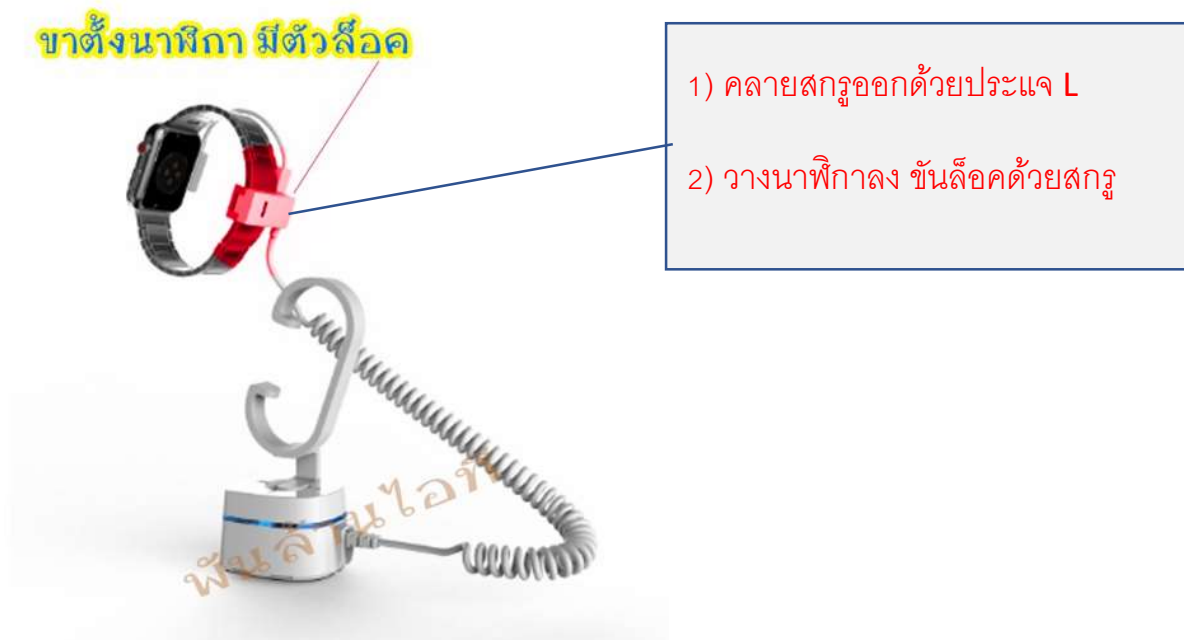 ขาตั้งนาฬิกา มีตัวล็อค
1) คลายสกรูออกด้วยประแจ L
2) วางนาฬิกาลง ขันล็อคด้วยสกรู
พันล้านไอที